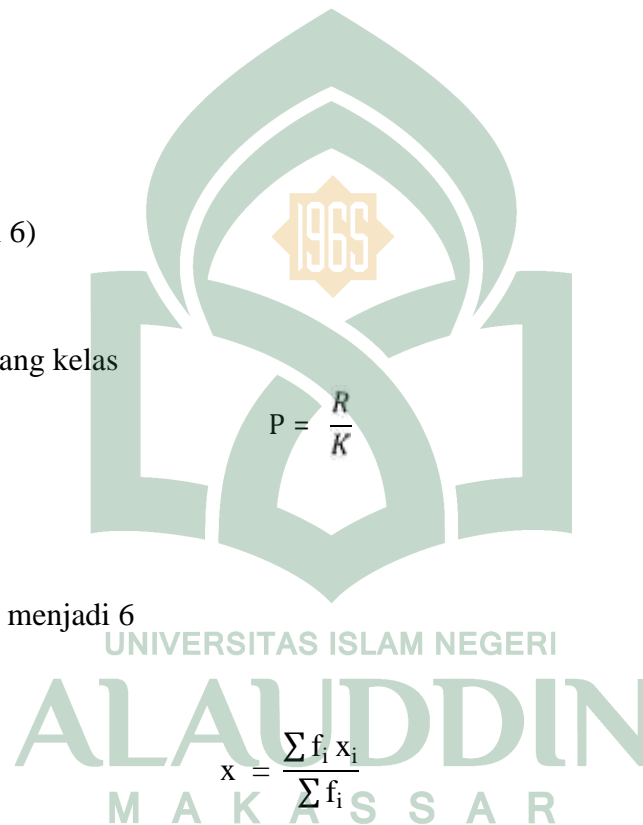 1965
6)
ang kelas
P = R/K
menjadi 6
UNIVERSITAS ISLAM NEGERI
ALAUDDIN
x = ∑ fᵢ xᵢ / ∑ fᵢ
MAKASSAR